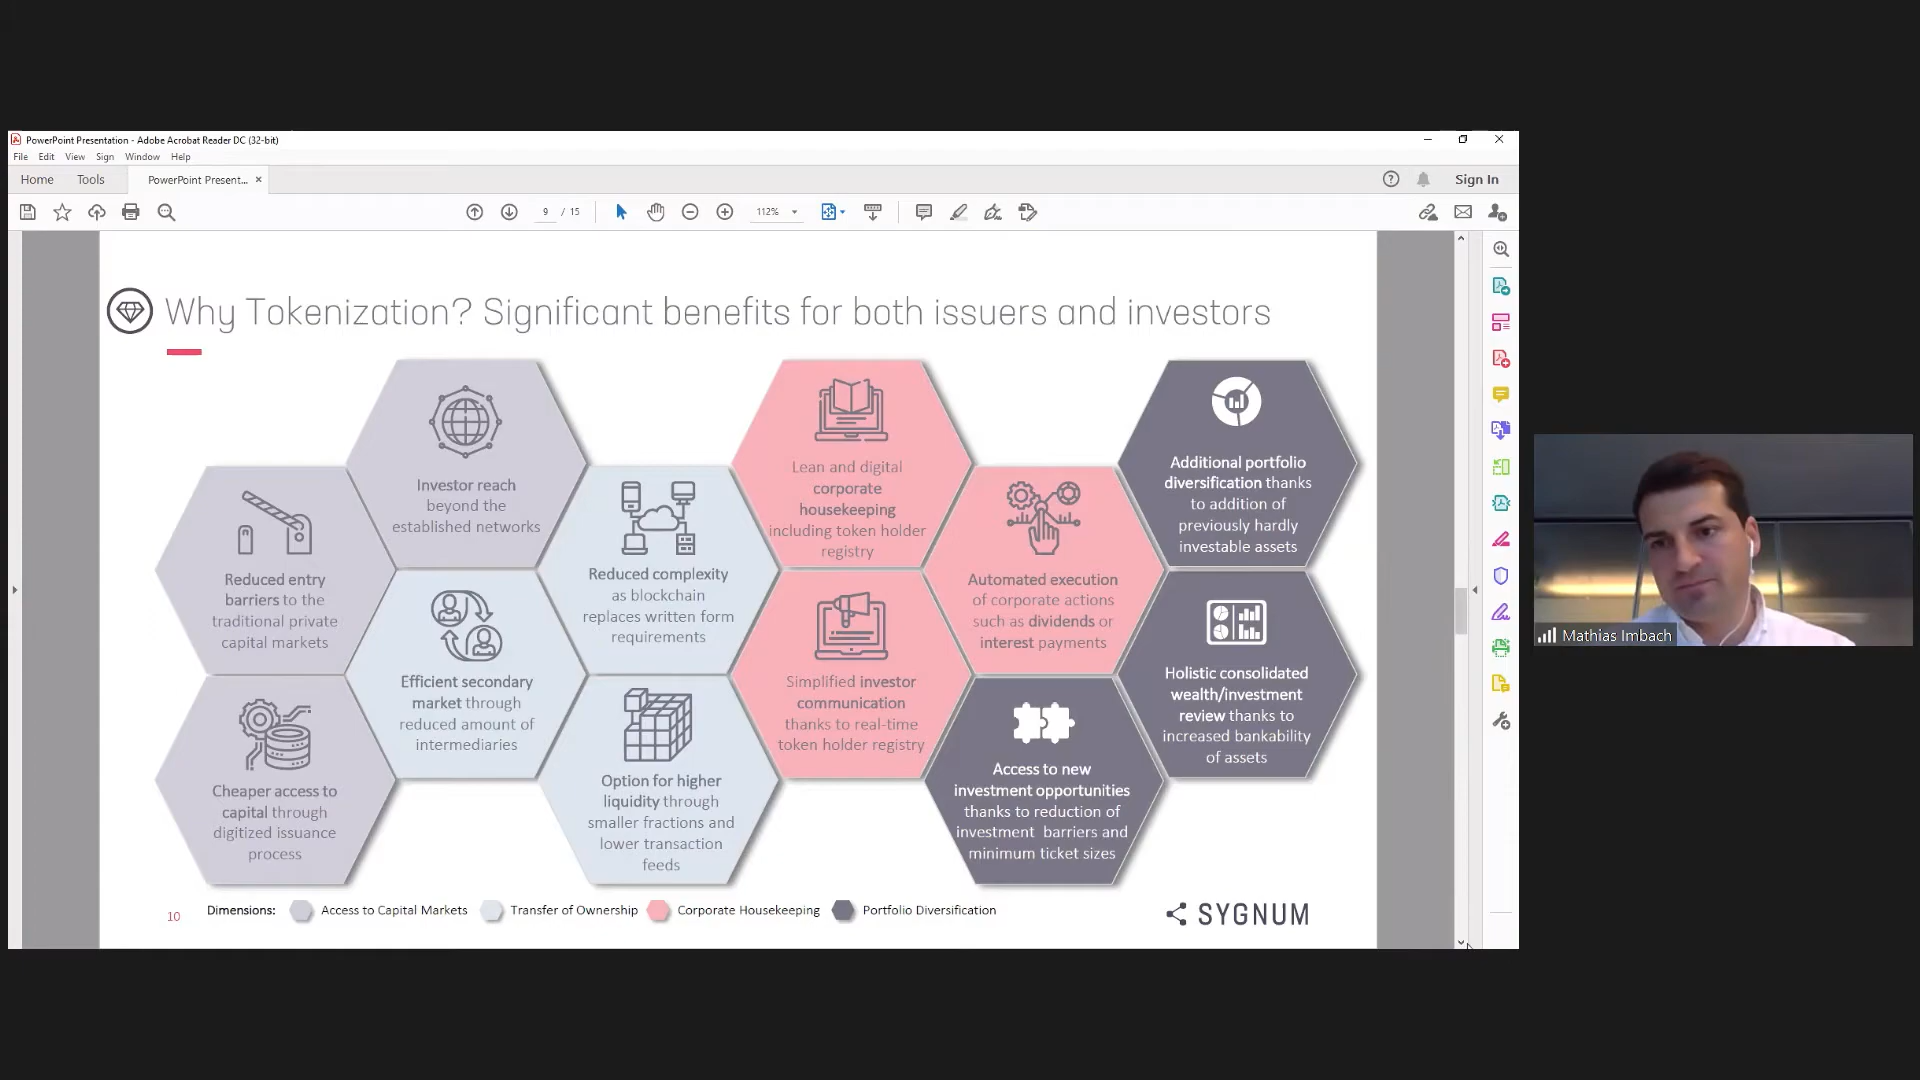 PowerPoint Presentation - Adobe Acrobat Reader DC (32-bit)
File Edit View Sign Window Help
Home Tools PowerPoint Present... Sign In
9 / 15 112%
Why Tokenization? Significant benefits for both issuers and investors
Reduced entry
barriers to the
traditional private
capital markets
Investor reach
beyond the
established networks
Cheaper access to
capital through
digitized issuance
process
Efficient secondary
market through
reduced amount of
intermediaries
Reduced complexity
as blockchain
replaces written form
requirements
Option for higher
liquidity through
smaller fractions and
lower transaction
feeds
Lean and digital
corporate
housekeeping
including token holder
registry
Simplified investor
communication
thanks to real-time
token holder registry
Automated execution
of corporate actions
such as dividends or
interest payments
Access to new
investment opportunities
thanks to reduction of
investment barriers and
minimum ticket sizes
Additional portfolio
diversification thanks
to addition of
previously hardly
investable assets
Holistic consolidated
wealth/investment
review thanks to
increased bankability
of assets
10 Dimensions: Access to Capital Markets Transfer of Ownership Corporate Housekeeping Portfolio Diversification
SYGNUM
Mathias Imbach